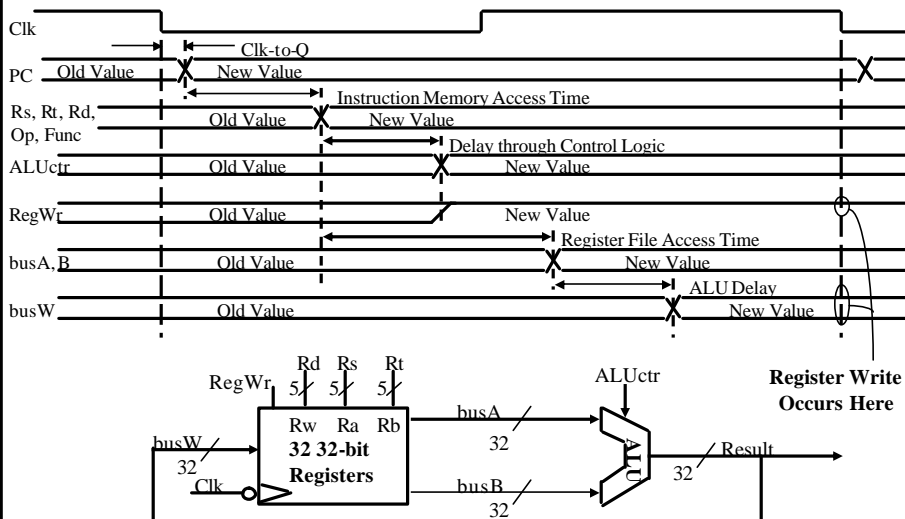 Clk
Clk-to-Q
PC Old Value New Value
Instruction Memory Access Time
Rs, Rt, Rd,
Op, Func
Old Value New Value
Delay through Control Logic
ALUctr Old Value New Value
RegWr Old Value New Value
Register File Access Time
busA, B Old Value New Value
ALU Delay
busW Old Value New Value
Register Write
Occurs Here
Rd Rs Rt
RegWr 5 5 5
ALUctr
Rw Ra Rb
busA
32
busW
32
32 32-bit
Registers
ALU
Result
32
Clk
busB
32